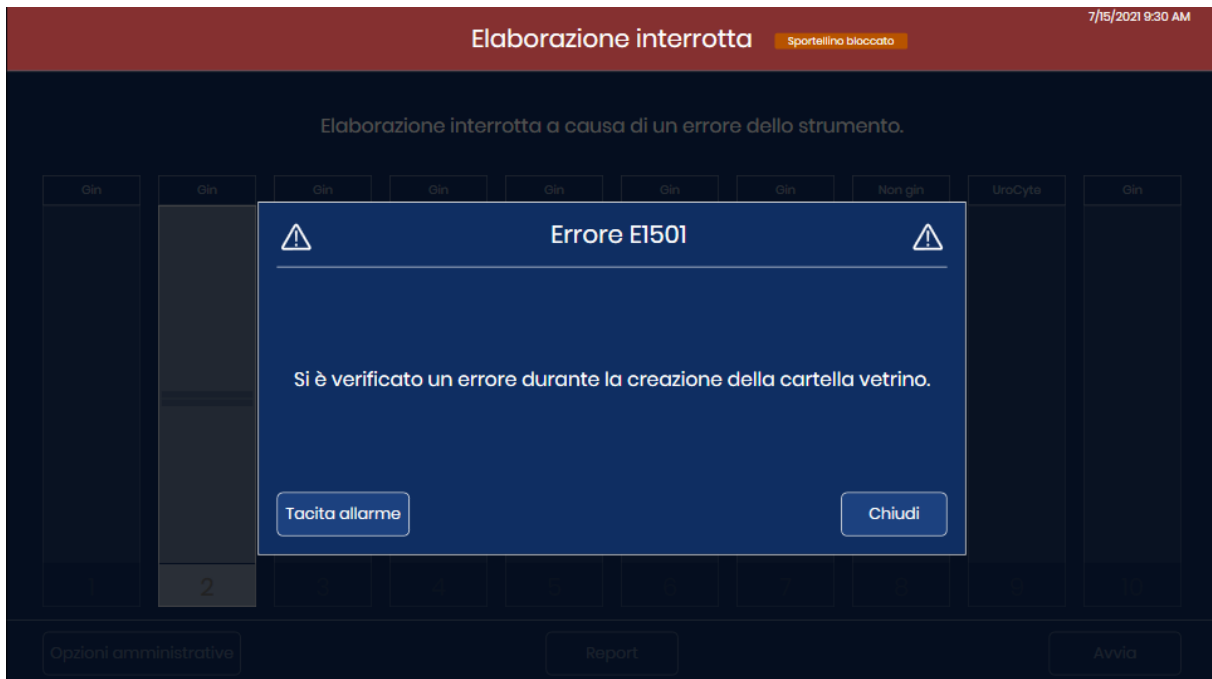 7/15/2021 9:30 AM
Elaborazione interrotta Sportellino bloccato
Elaborazione interrotta a causa di un errore dello strumento.
Gin Gin Gin Gin Gin Gin Gin Non gin UroCyte Gin
Errore E1501
Si è verificato un errore durante la creazione della cartella vetrino.
Tacita allarme Chiudi
1 2 3 4 5 6 7 8 9 10
Opzioni amministrative Report Avvia